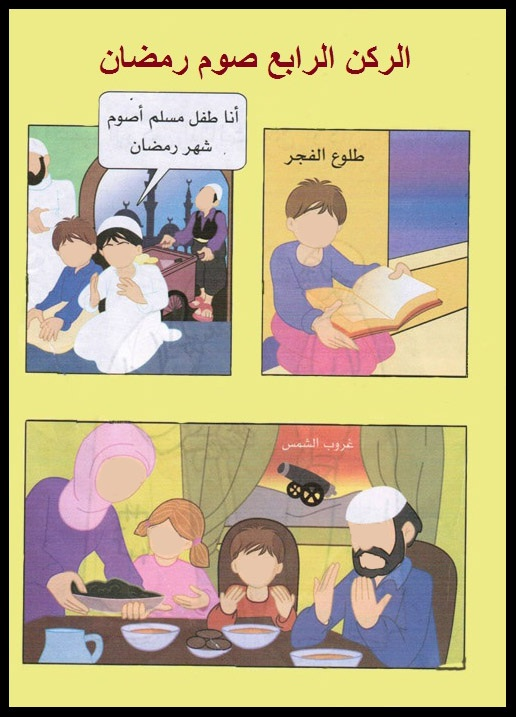 الركن الرابع صوم رمضان
طلوع الفجر
أنا طفل مسلم أصوم
شهر رمضان
غروب الشمس